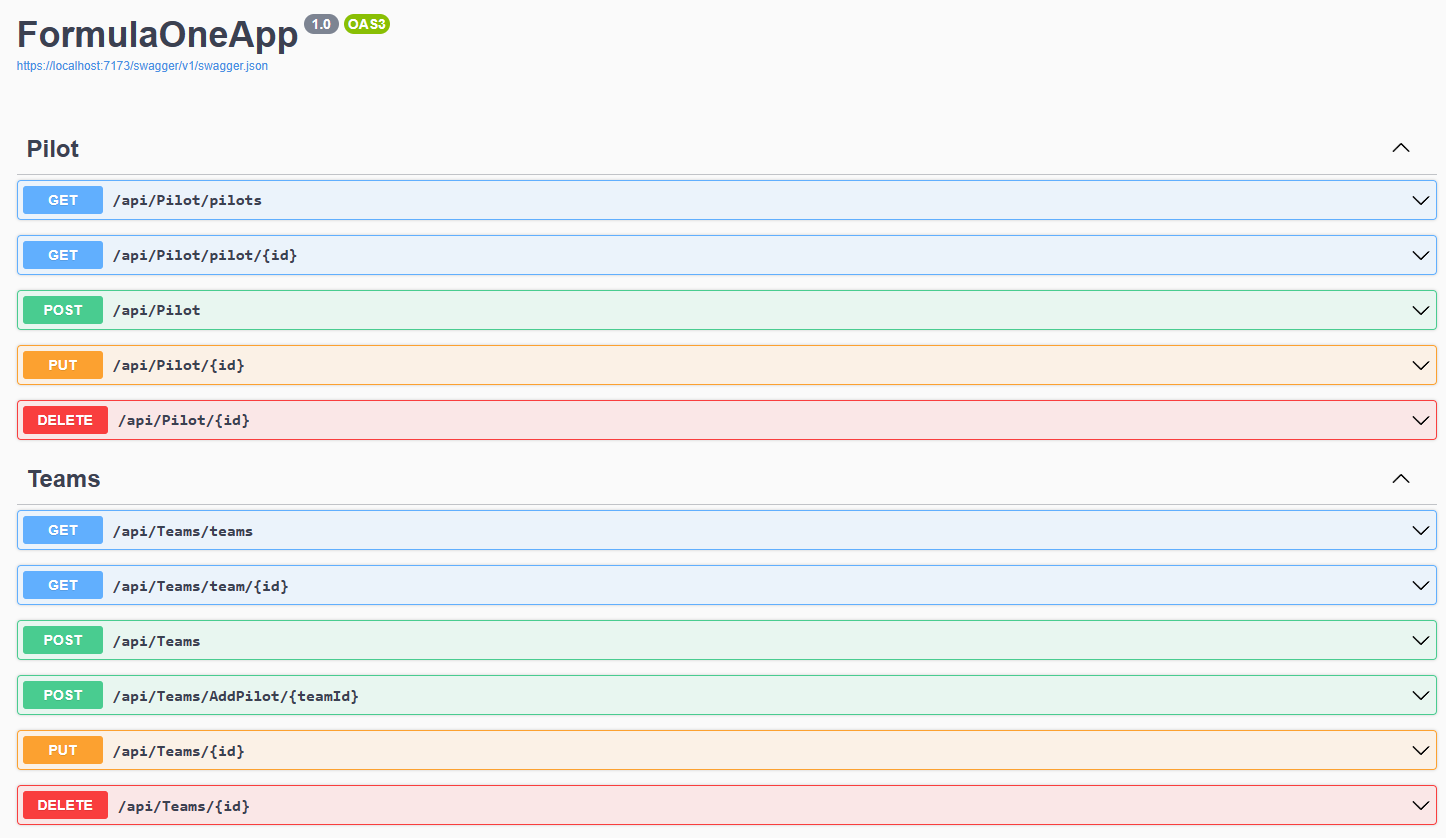 FormulaOneApp 1.0 OAS3
https://localhost:7173/swagger/v1/swagger.json
Pilot
GET /api/Pilot/pilots
GET /api/Pilot/pilot/{id}
POST /api/Pilot
PUT /api/Pilot/{id}
DELETE /api/Pilot/{id}
Teams
GET /api/Teams/teams
GET /api/Teams/team/{id}
POST /api/Teams
POST /api/Teams/AddPilot/{teamId}
PUT /api/Teams/{id}
DELETE /api/Teams/{id}